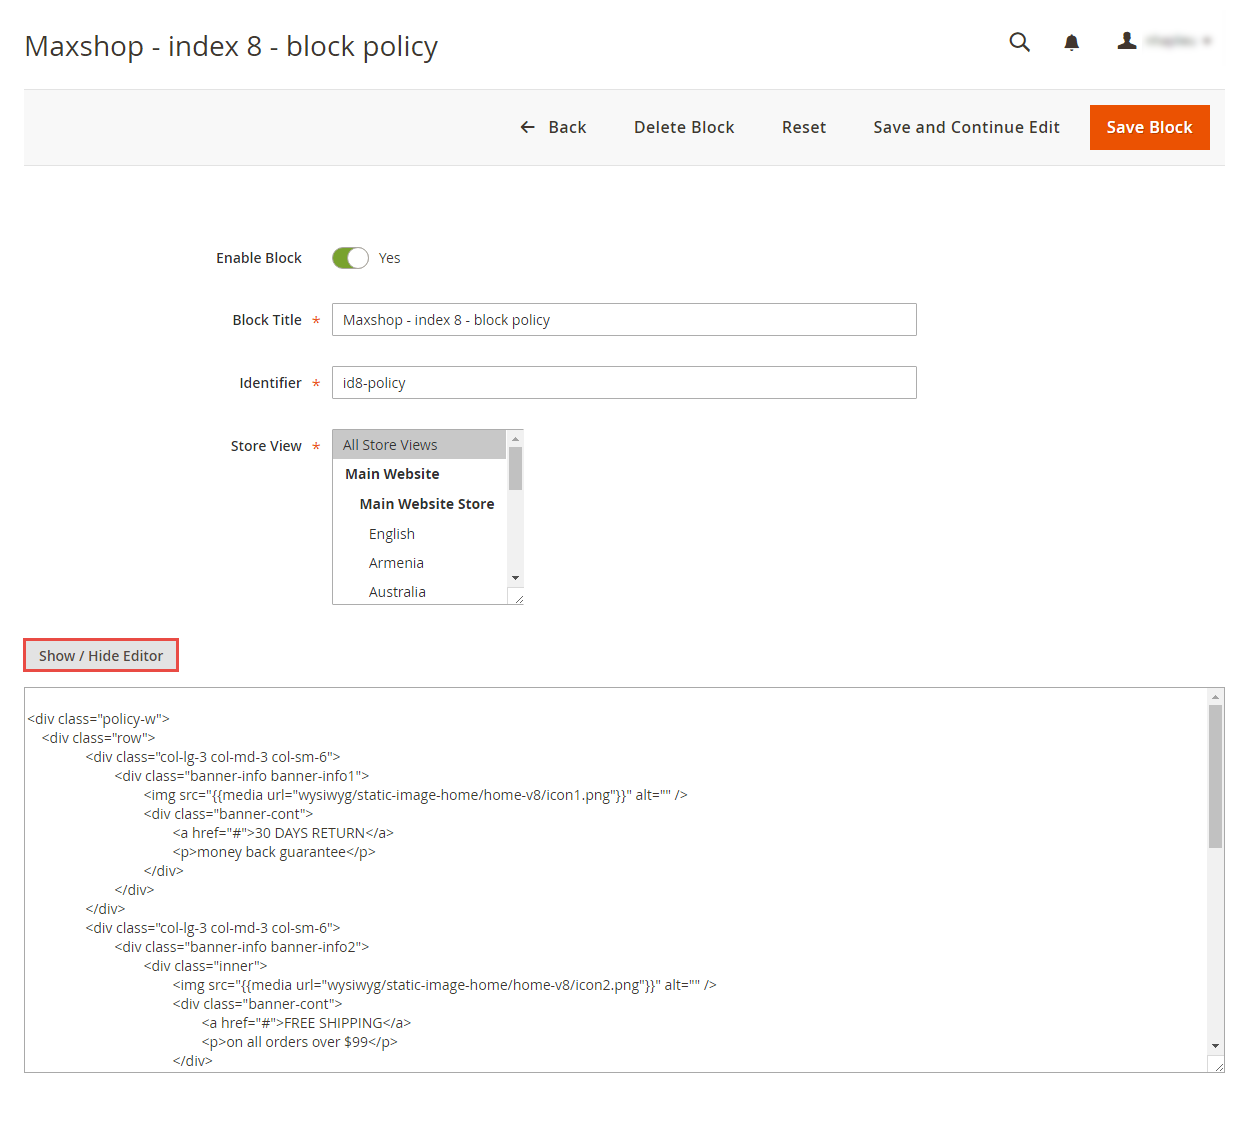 Maxshop - index 8 - block policy
Back
Delete Block
Reset
Save and Continue Edit
Save Block
Enable Block
Yes
Block Title *
Maxshop - index 8 - block policy
Identifier *
id8-policy
Store View *
All Store Views
Main Website
Main Website Store
English
Armenia
Australia
Show / Hide Editor
<div class="policy-w">
<div class="row">
<div class="col-lg-3 col-md-3 col-sm-6">
<div class="banner-info banner-info1">
<img src="{{media url="wysiwyg/static-image-home/home-v8/icon1.png"}}" alt="" />
<div class="banner-cont">
<a href="#">30 DAYS RETURN</a>
<p>money back guarantee</p>
</div>
</div>
</div>
<div class="col-lg-3 col-md-3 col-sm-6">
<div class="banner-info banner-info2">
<div class="inner">
<img src="{{media url="wysiwyg/static-image-home/home-v8/icon2.png"}}" alt="" />
<div class="banner-cont">
<a href="#">FREE SHIPPING</a>
<p>on all orders over $99</p>
</div>